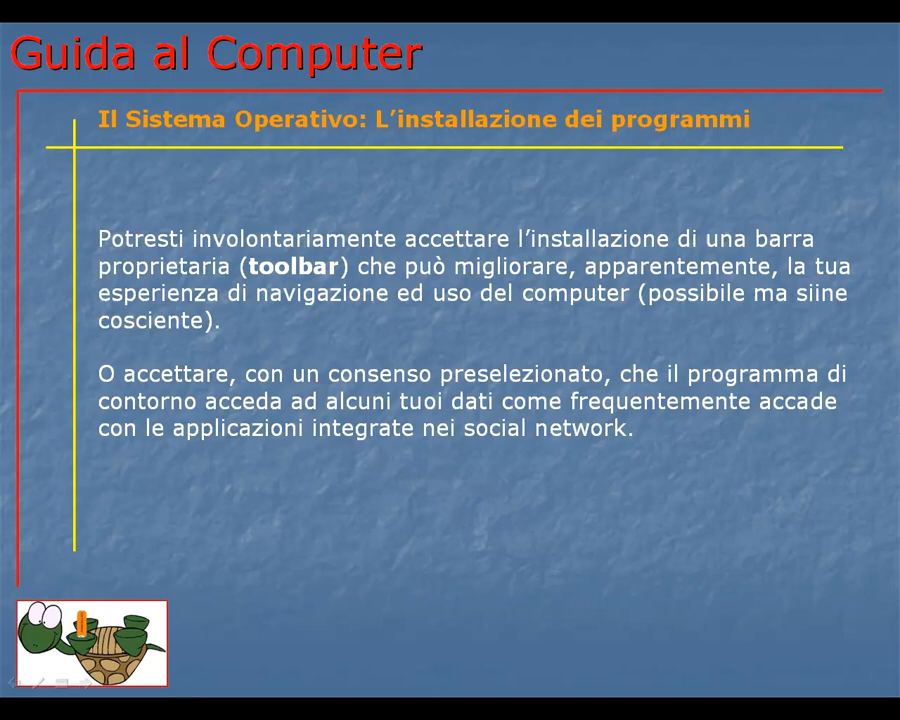 Guida al Computer
Il Sistema Operativo: L’installazione dei programmi
Potresti involontariamente accettare l’installazione di una barra
proprietaria (toolbar) che può migliorare, apparentemente, la tua
esperienza di navigazione ed uso del computer (possibile ma siine
cosciente).
O accettare, con un consenso preselezionato, che il programma di
contorno acceda ad alcuni tuoi dati come frequentemente accade
con le applicazioni integrate nei social network.